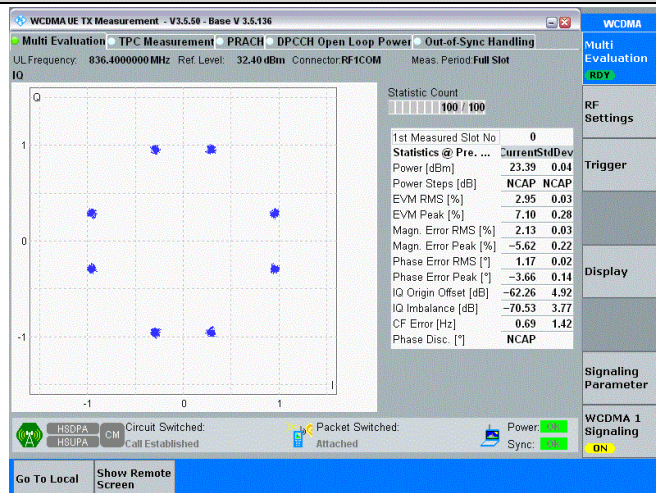 WCDMA UE TX Measurement - V3.5.50 - Base V 3.5.136
WCDMA
Multi Evaluation TPC Measurement PRACH DPCCH Open Loop Power Out-of-Sync Handling
UL Frequency: 836.4000000 MHz Ref. Level: 32.40 dBm Connector: RF1COM Meas. Period: Full Slot
IQ
Q
1
0
-1
-1 0 1
I
Statistic Count
100 / 100
1st Measured Slot No 0
Statistics @ Pre. ... Current StdDev
Power [dBm] 23.39 0.04
Power Steps [dB] NCAP NCAP
EVM RMS [%] 2.95 0.03
EVM Peak [%] 7.10 0.28
Magn. Error RMS [%] 2.13 0.03
Magn. Error Peak [%] −5.62 0.22
Phase Error RMS [°] 1.17 0.02
Phase Error Peak [°] −3.66 0.14
IQ Origin Offset [dB] −62.26 4.92
IQ Imbalance [dB] −70.53 3.77
CF Error [Hz] 0.69 1.42
Phase Disc. [°] NCAP
Multi
Evaluation
RDY
RF
Settings
Trigger
Display
Signaling
Parameter
WCDMA 1
Signaling
ON
HSDPA
HSUPA
CM
Circuit Switched:
Call Established
Packet Switched:
Attached
Power: OK
Sync: OK
Go To Local
Show Remote
Screen